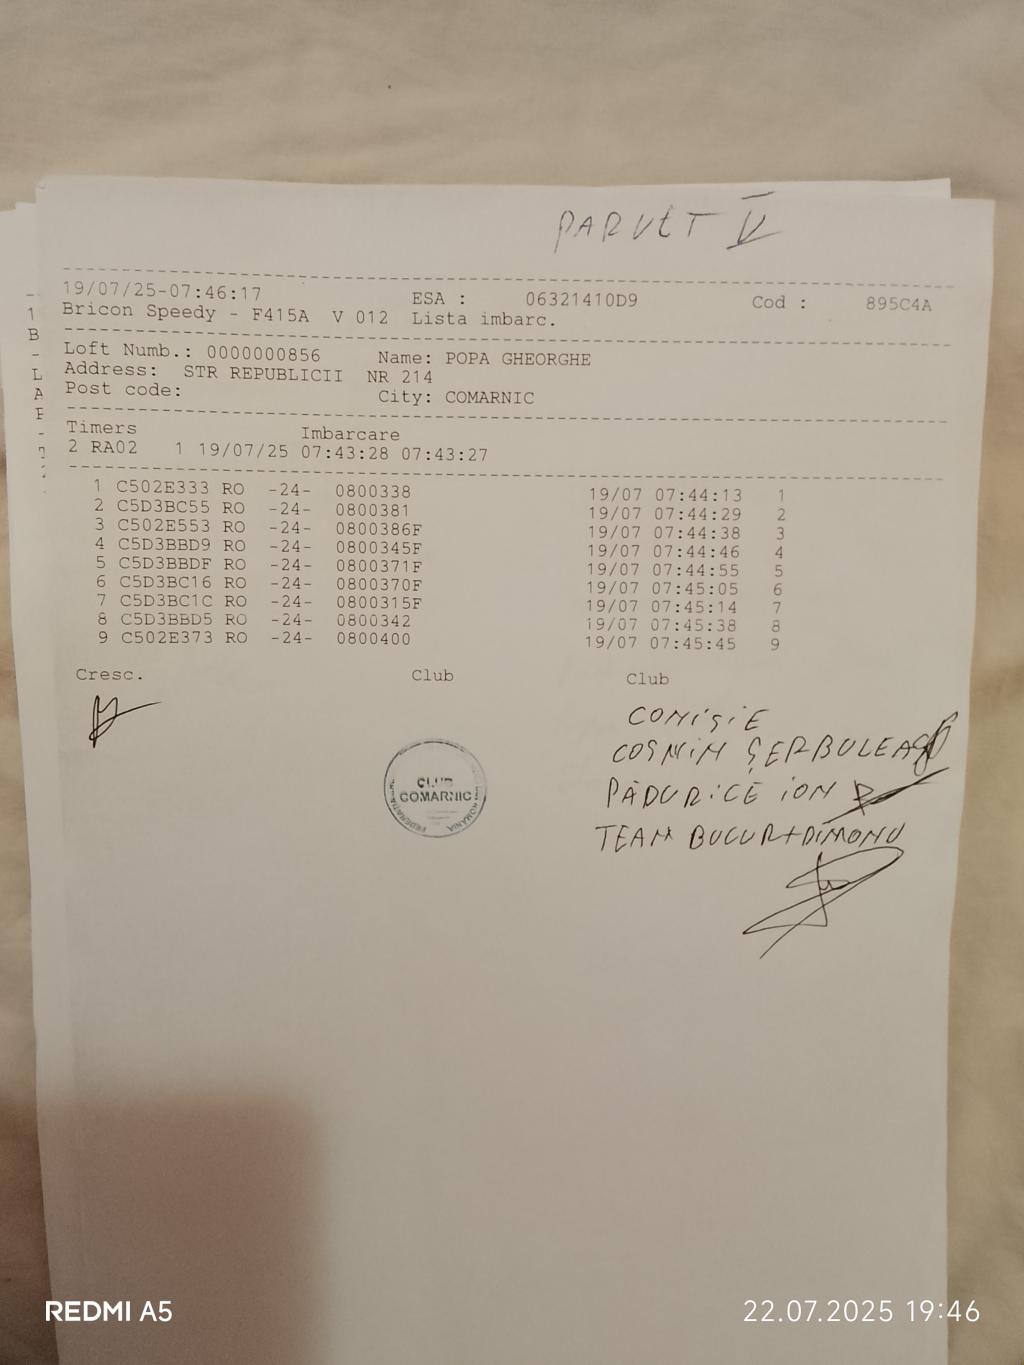 PARVET V
19/07/25-07:46:17 ESA : 06321410D9 Cod : 895C4A
Bricon Speedy - F415A V 012 Lista imbarc.
Loft Numb.: 0000000856 Name: POPA GHEORGHE
Address: STR REPUBLICII NR 214
Post code: City: COMARNIC
Timers Imbarcare
2 RA02 1 19/07/25 07:43:28 07:43:27
1 C502E333 RO -24- 0800338 19/07 07:44:13 1
2 C5D3BC55 RO -24- 0800381 19/07 07:44:29 2
3 C502E553 RO -24- 0800386F 19/07 07:44:38 3
4 C5D3BBD9 RO -24- 0800345F 19/07 07:44:46 4
5 C5D3BBDF RO -24- 0800371F 19/07 07:44:55 5
6 C5D3BC16 RO -24- 0800370F 19/07 07:45:05 6
7 C5D3BC1C RO -24- 0800315F 19/07 07:45:14 7
8 C5D3BBD5 RO -24- 0800342 19/07 07:45:38 8
9 C502E373 RO -24- 0800400 19/07 07:45:45 9
Cresc. Club Club
COMiSiE
COSMiN ŞERBULEA
PĂDURiCE iON
TEAM BUCUR+DIMONU
CLUB
COMARNIC
ROMANIA
REDMI A5
22.07.2025 19:46